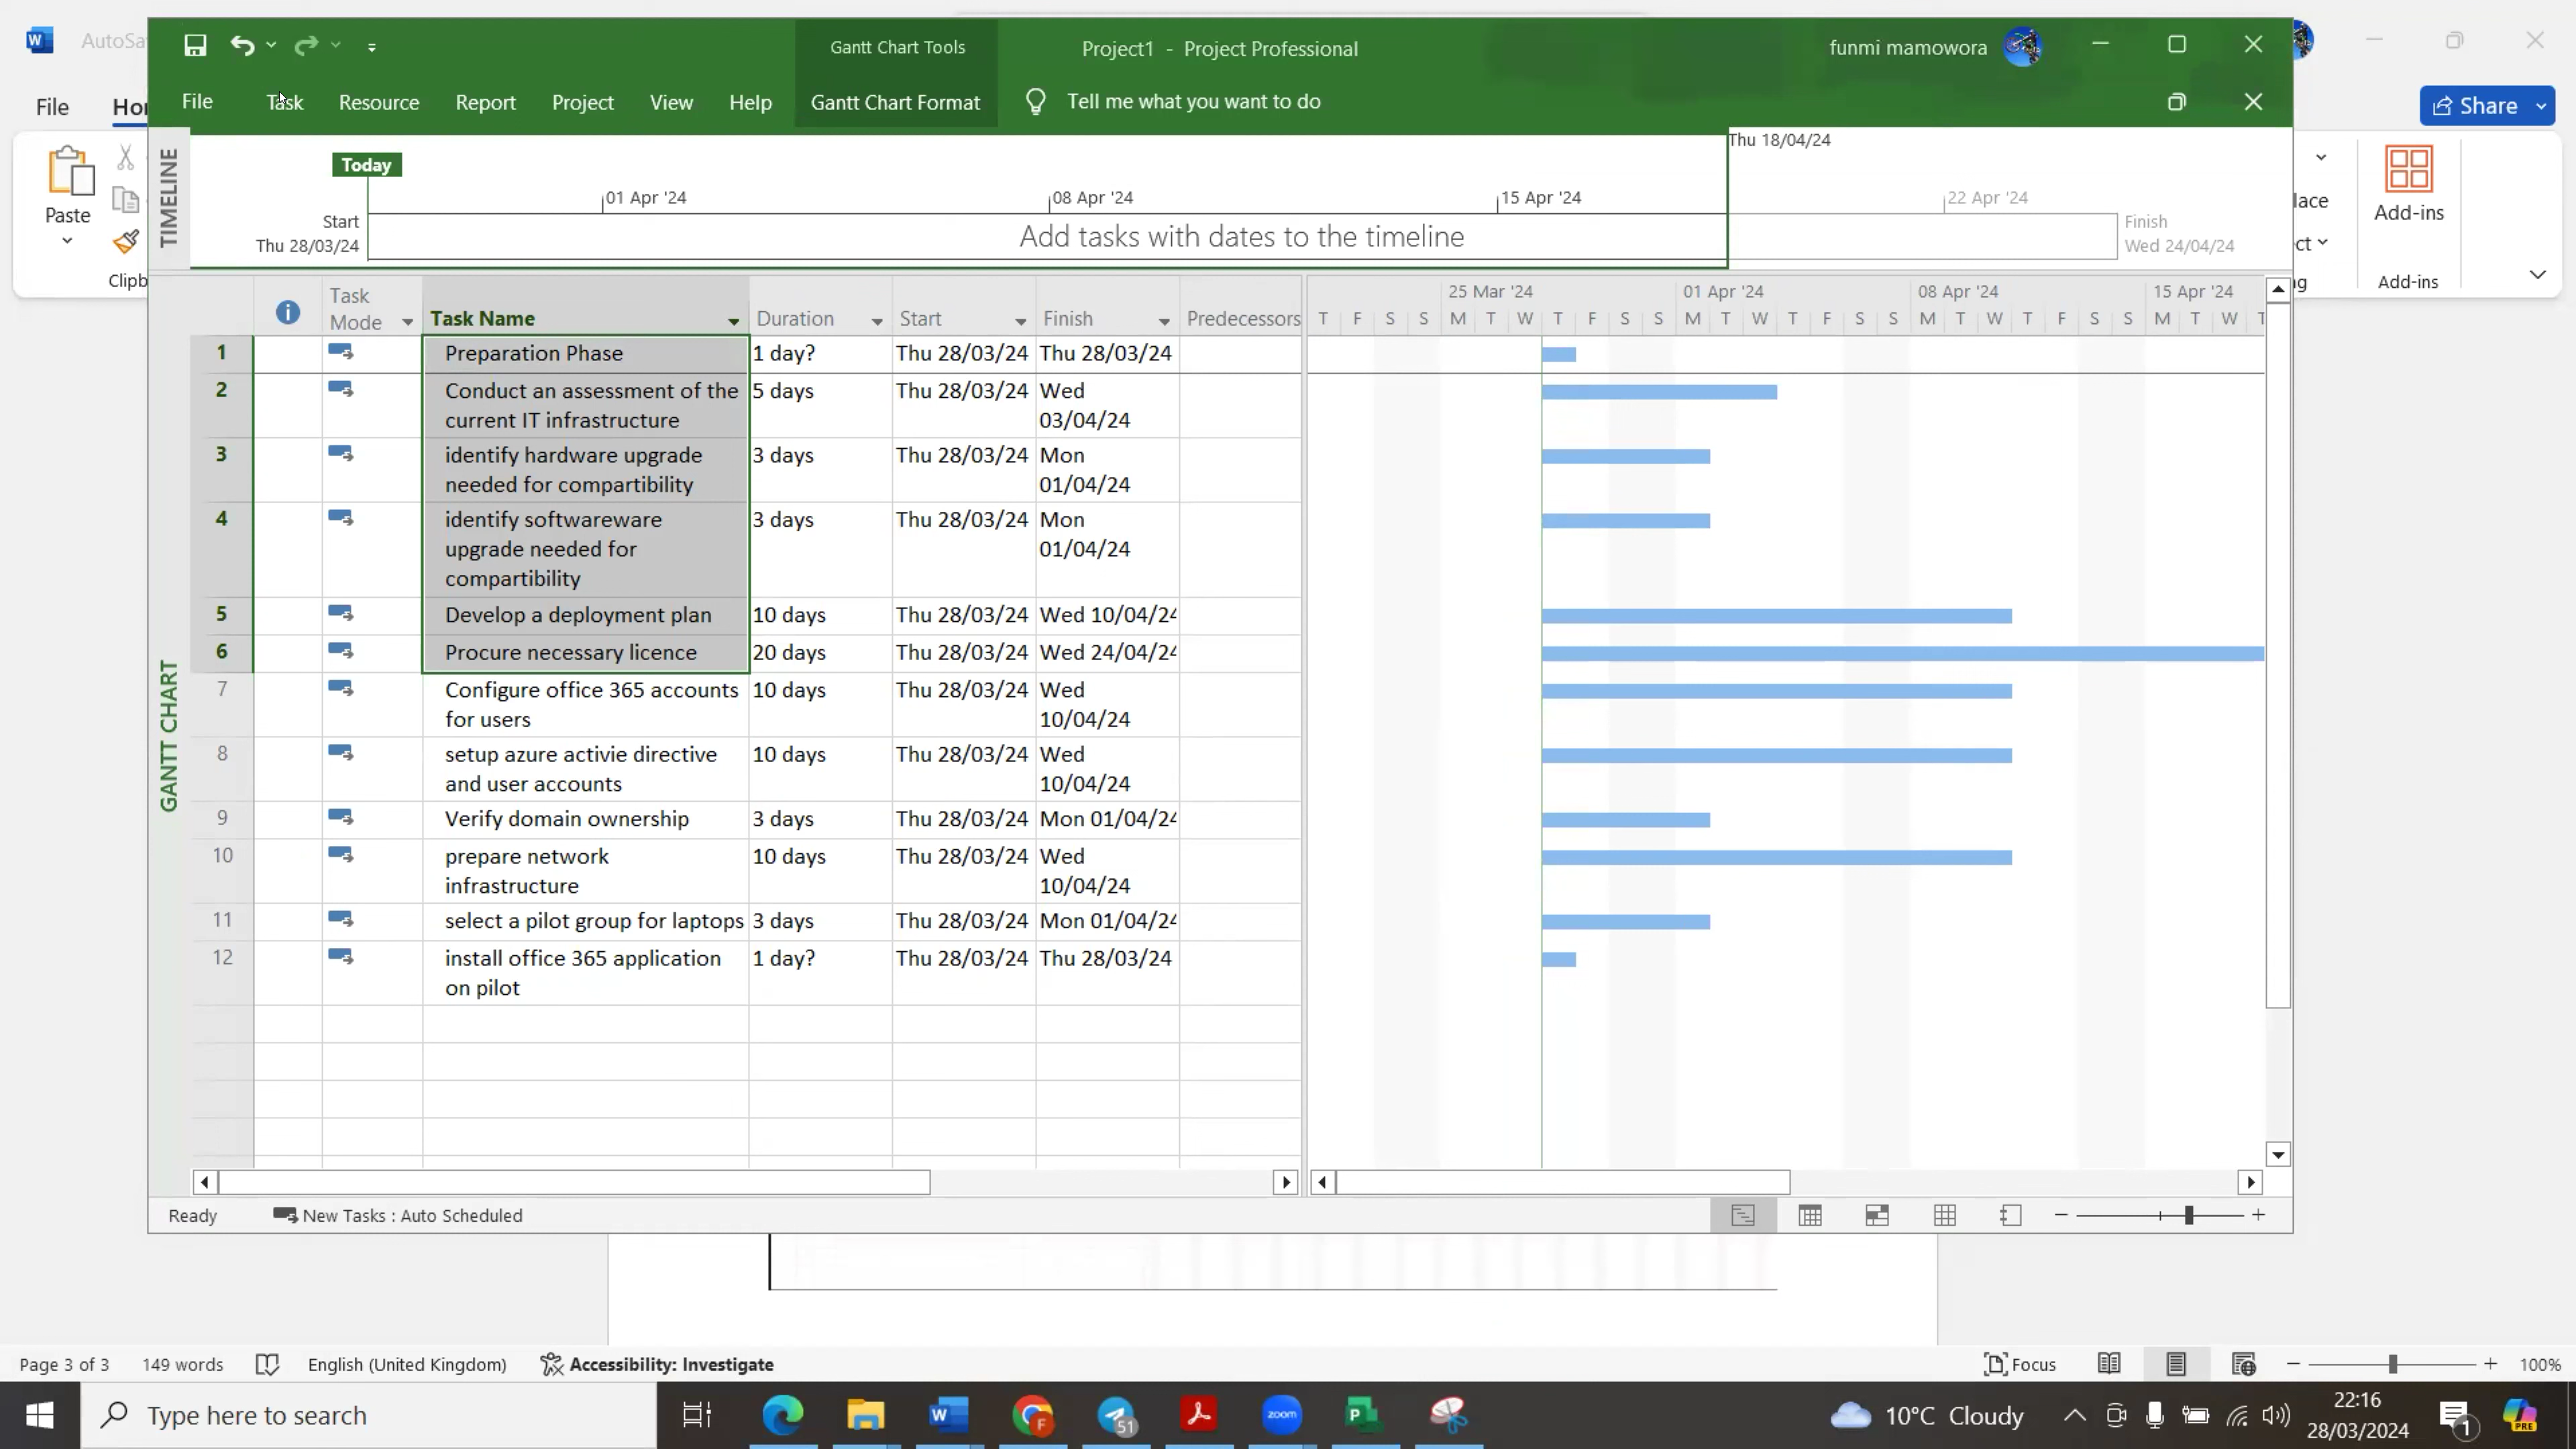 AutoSa
Gantt Chart Tools
Project1 - Project Professional
funmi mamowora
File
Hor
File
Task
Resource
Report
Project
View
Help
Gantt Chart Format
Tell me what you want to do
Share
Paste
Clipb
TIMELINE
Today
Thu 18/04/24
01 Apr '24
08 Apr '24
15 Apr '24
22 Apr '24
Start
Thu 28/03/24
Add tasks with dates to the timeline
Finish
Wed 24/04/24
lace
ct
ng
Add-ins
Add-ins
GANTT CHART
Task
Mode
Task Name
Duration
Start
Finish
Predecessors
25 Mar '24
01 Apr '24
08 Apr '24
15 Apr '24
T F S S M T W T F S S M T W T F S S M T W T F S S M T W T
1 Preparation Phase 1 day? Thu 28/03/24 Thu 28/03/24
2 Conduct an assessment of the 5 days Thu 28/03/24 Wed
current IT infrastructure 03/04/24
3 identify hardware upgrade 3 days Thu 28/03/24 Mon
needed for compartibility 01/04/24
4 identify softwareware 3 days Thu 28/03/24 Mon
upgrade needed for 01/04/24
compartibility
5 Develop a deployment plan 10 days Thu 28/03/24 Wed 10/04/24
6 Procure necessary licence 20 days Thu 28/03/24 Wed 24/04/24
7 Configure office 365 accounts 10 days Thu 28/03/24 Wed
for users 10/04/24
8 setup azure activie directive 10 days Thu 28/03/24 Wed
and user accounts 10/04/24
9 Verify domain ownership 3 days Thu 28/03/24 Mon 01/04/24
10 prepare network 10 days Thu 28/03/24 Wed
infrastructure 10/04/24
11 select a pilot group for laptops 3 days Thu 28/03/24 Mon 01/04/24
12 install office 365 application 1 day? Thu 28/03/24 Thu 28/03/24
on pilot
Ready
New Tasks : Auto Scheduled
Page 3 of 3
149 words
English (United Kingdom)
Accessibility: Investigate
Focus
100%
Type here to search
W
F
51
zoom
P
10°C Cloudy
22:16
28/03/2024
1
PRE